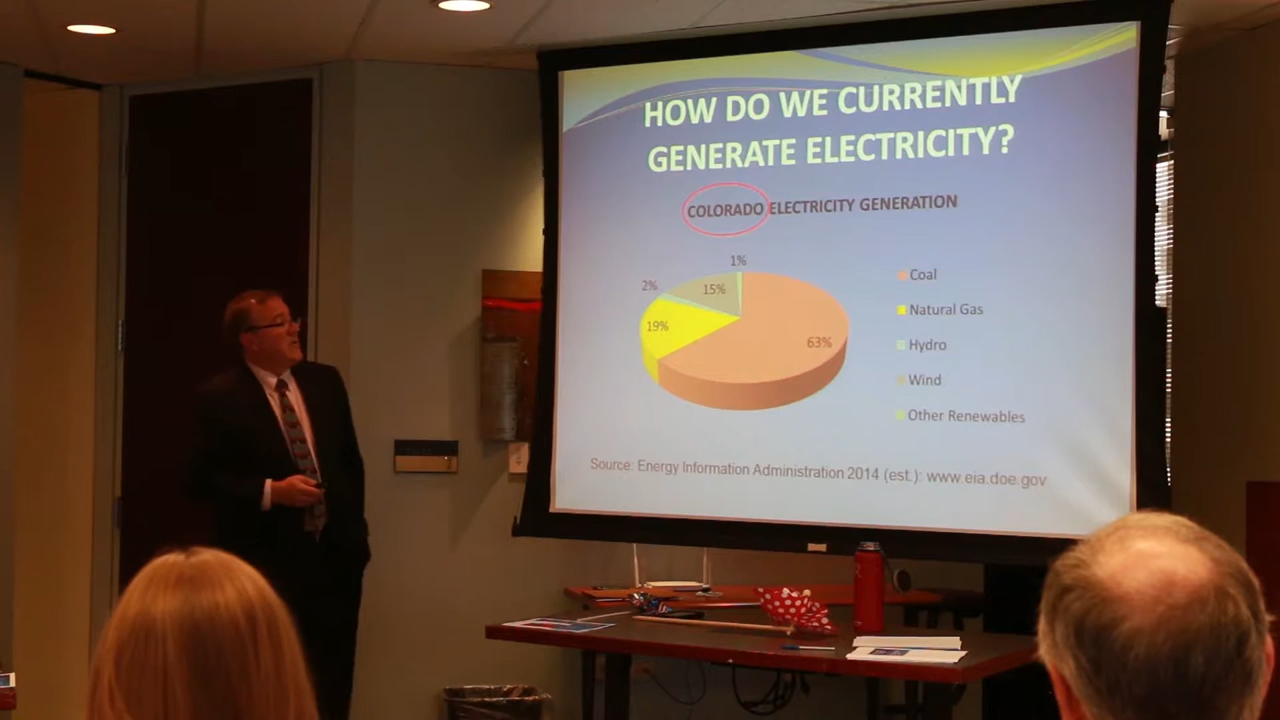 HOW DO WE CURRENTLY
GENERATE ELECTRICITY?
COLORADO ELECTRICITY GENERATION
1%
2%
15%
19%
63%
Coal
Natural Gas
Hydro
Wind
Other Renewables
Source: Energy Information Administration 2014 (est.): www.eia.doe.gov